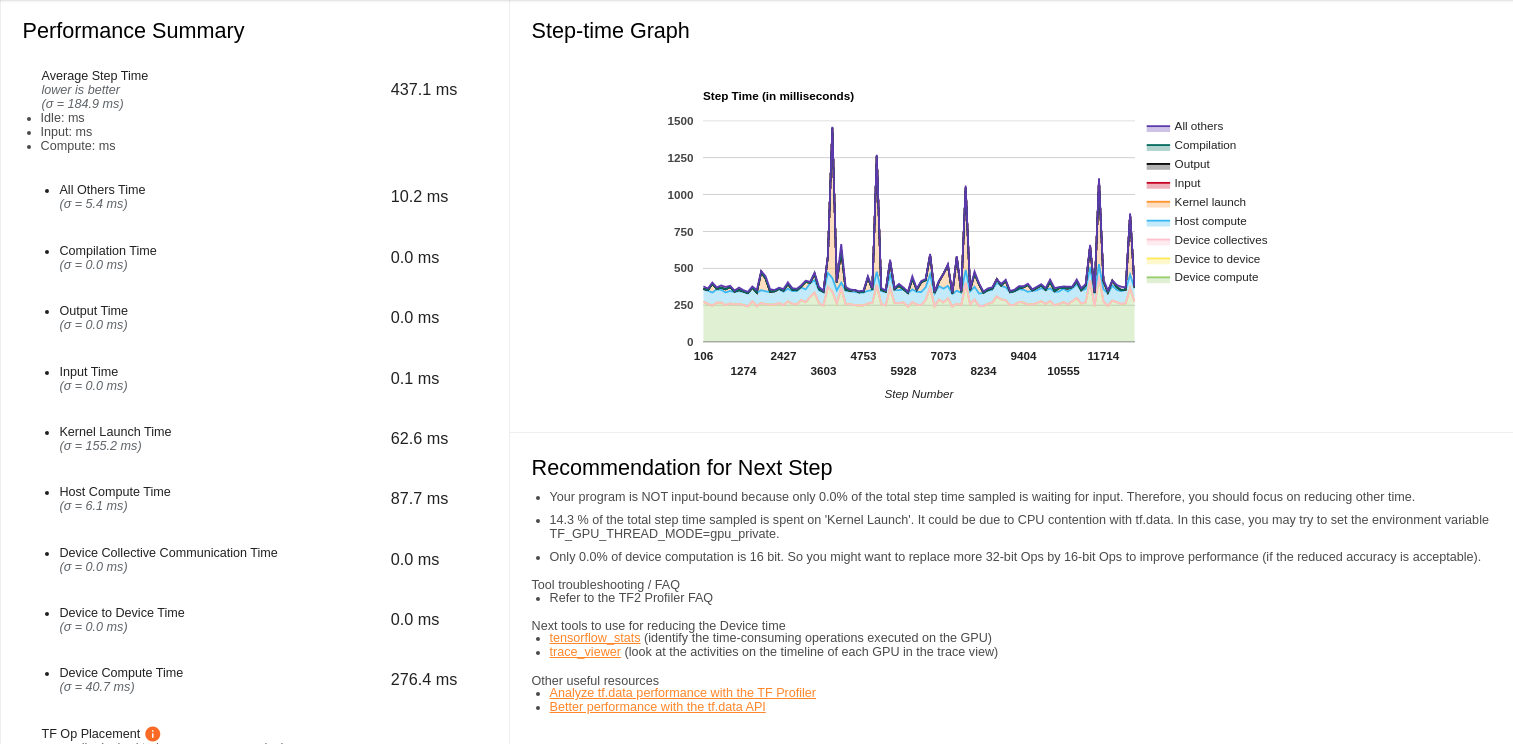 Performance Summary
Average Step Time
lower is better
(σ = 184.9 ms)
437.1 ms
Idle: ms
Input: ms
Compute: ms
All Others Time
(σ = 5.4 ms)
10.2 ms
Compilation Time
(σ = 0.0 ms)
0.0 ms
Output Time
(σ = 0.0 ms)
0.0 ms
Input Time
(σ = 0.0 ms)
0.1 ms
Kernel Launch Time
(σ = 155.2 ms)
62.6 ms
Host Compute Time
(σ = 6.1 ms)
87.7 ms
Device Collective Communication Time
(σ = 0.0 ms)
0.0 ms
Device to Device Time
(σ = 0.0 ms)
0.0 ms
Device Compute Time
(σ = 40.7 ms)
276.4 ms
TF Op Placement
Step-time Graph
Step Time (in milliseconds)
1500
1250
1000
750
500
250
0
106
1274
2427
3603
4753
5928
7073
8234
9404
10555
11714
Step Number
All others
Compilation
Output
Input
Kernel launch
Host compute
Device collectives
Device to device
Device compute
Recommendation for Next Step
Your program is NOT input-bound because only 0.0% of the total step time sampled is waiting for input. Therefore, you should focus on reducing other time.
14.3 % of the total step time sampled is spent on 'Kernel Launch'. It could be due to CPU contention with tf.data. In this case, you may try to set the environment variable
TF_GPU_THREAD_MODE=gpu_private.
Only 0.0% of device computation is 16 bit. So you might want to replace more 32-bit Ops by 16-bit Ops to improve performance (if the reduced accuracy is acceptable).
Tool troubleshooting / FAQ
Refer to the TF2 Profiler FAQ
Next tools to use for reducing the Device time
tensorflow_stats (identify the time-consuming operations executed on the GPU)
trace_viewer (look at the activities on the timeline of each GPU in the trace view)
Other useful resources
Analyze tf.data performance with the TF Profiler
Better performance with the tf.data API